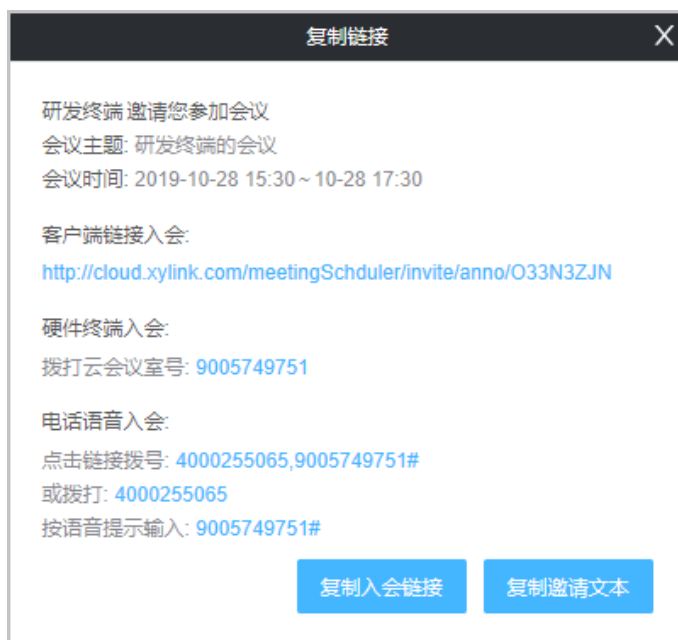 复制链接
研发终端 邀请您参加会议
会议主题: 研发终端的会议
会议时间: 2019-10-28 15:30 ~ 10-28 17:30
客户端链接入会:
http://cloud.xylink.com/meetingSchduler/invite/anno/O33N3ZJN
硬件终端入会:
拨打云会议室号: 9005749751
电话语音入会:
点击链接拨号: 4000255065,9005749751#
或拨打: 4000255065
按语音提示输入: 9005749751#
复制入会链接 复制邀请文本